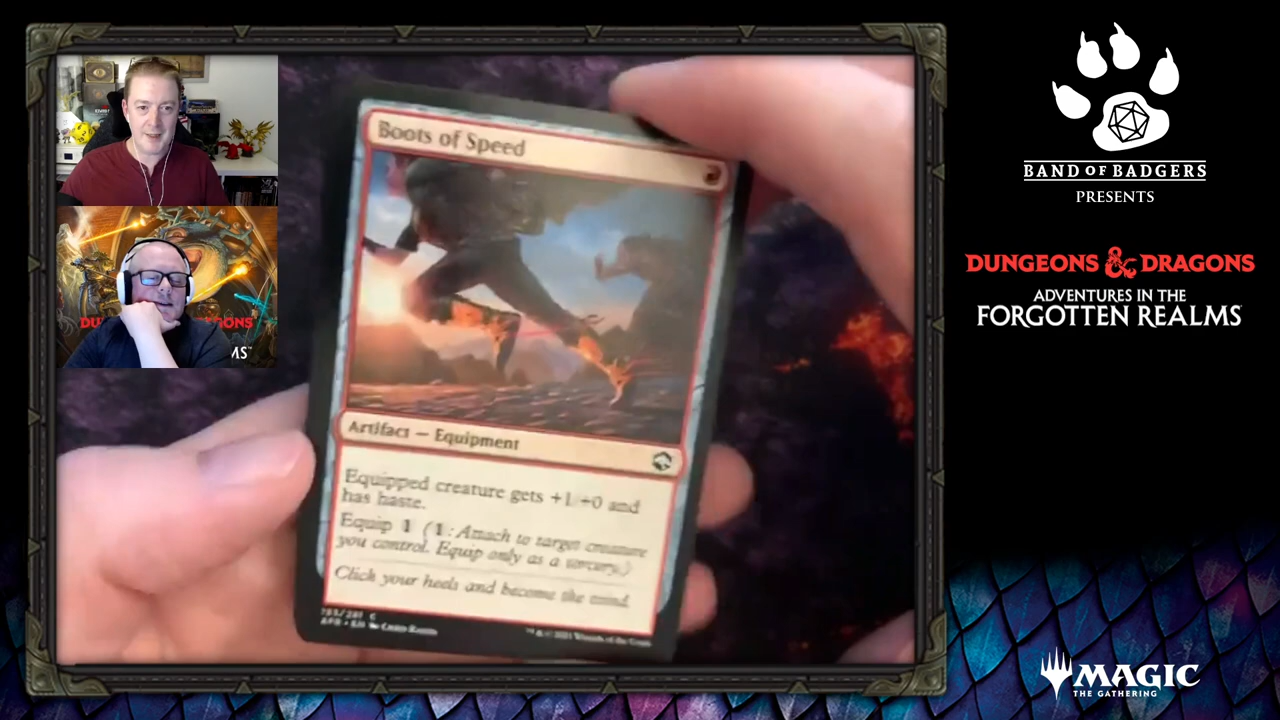 Boots of Speed
Artifact — Equipment
Equipped creature gets +1/+0 and
has haste.
Equip 1 (1: Attach to target creature
you control. Equip only as a sorcery.)
Click your heels and become the wind.
AFR • EN
BAND OF BADGERS
PRESENTS
DUNGEONS & DRAGONS
ADVENTURES IN THE
FORGOTTEN REALMS
MAGIC
THE GATHERING